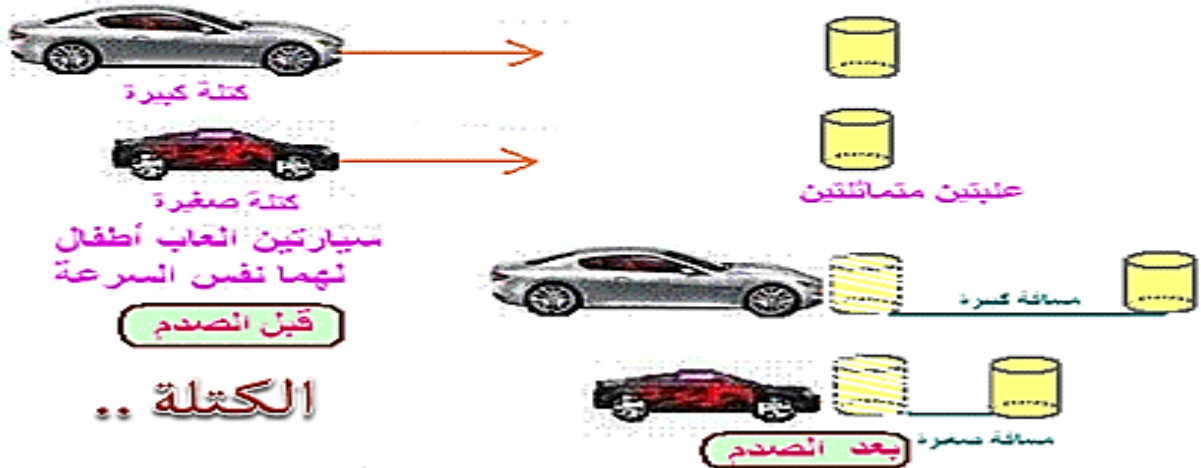 كتلة كبيرة
كتلة صغيرة
علبتين متماثلتين
سيارتين العاب أطفال
لهما نفس السرعة
قبل الصدم
مسافة كبيرة
الكتلة ..
مسافة صغيرة
بعد الصدم